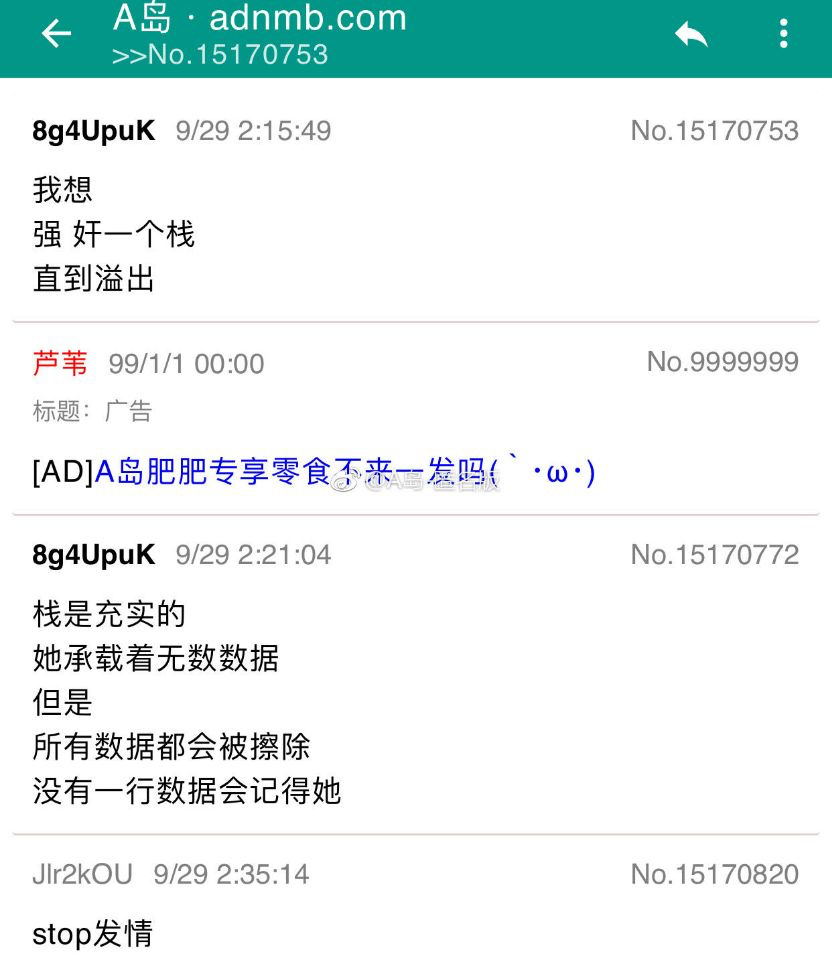 A岛 · adnmb.com
>>No.15170753
8g4UpuK 9/29 2:15:49 No.15170753
我想
强 奸一个栈
直到溢出
芦苇 99/1/1 00:00 No.9999999
标题：广告
[AD]A岛肥肥专享零食不来一发吗(｀･ω･)
@A岛-匿名版
8g4UpuK 9/29 2:21:04 No.15170772
栈是充实的
她承载着无数数据
但是
所有数据都会被擦除
没有一行数据会记得她
Jlr2kOU 9/29 2:35:14 No.15170820
stop发情